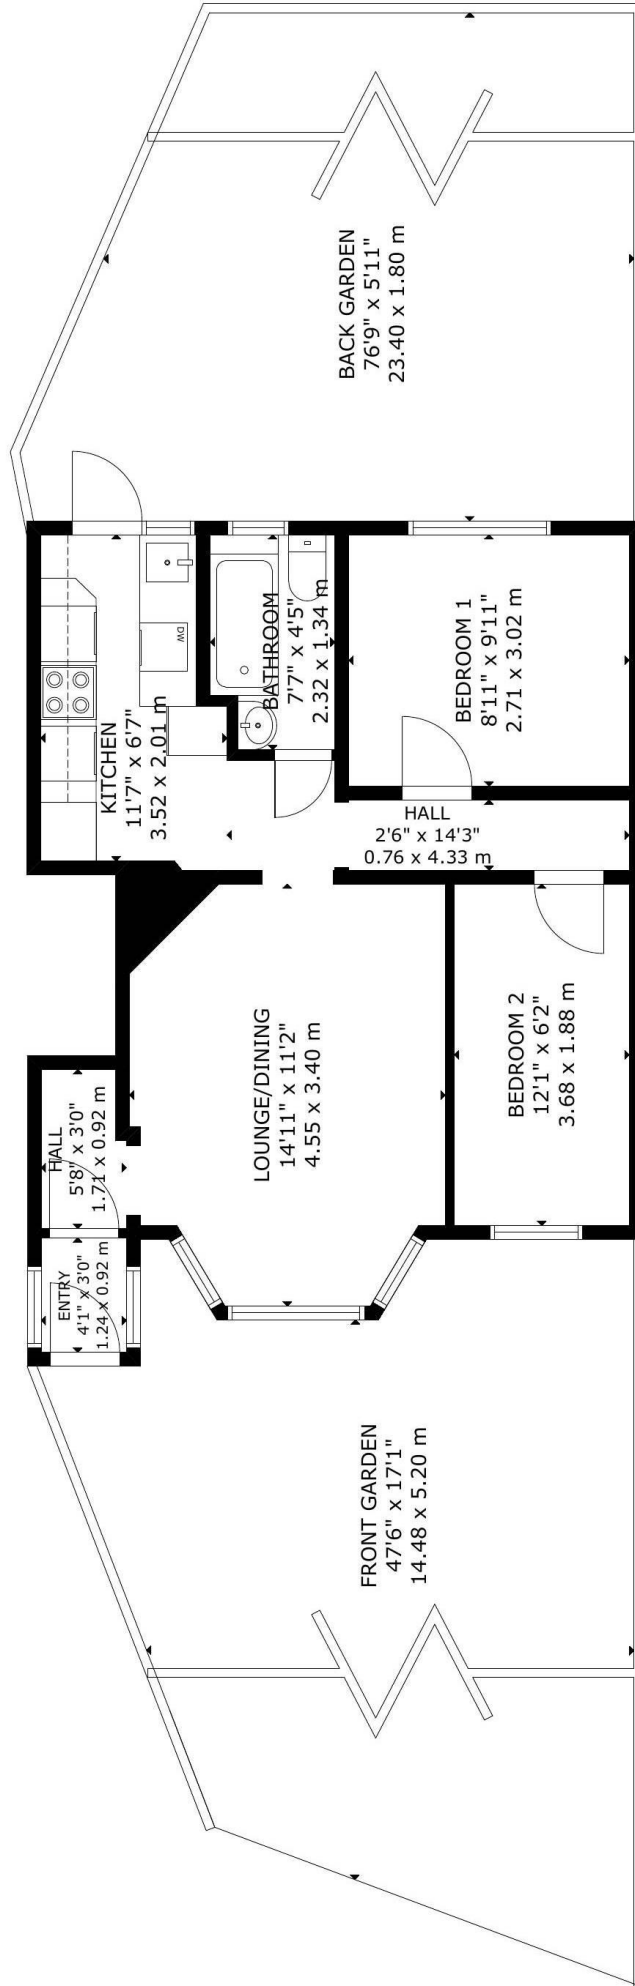 BACK GARDEN
76'9" x 5'11"
23.40 x 1.80 m
KITCHEN
11'7" x 6'7"
3.52 x 2.01 m
DW
BATHROOM
7'7" x 4'5"
2.32 x 1.34 m
BEDROOM 1
8'11" x 9'11"
2.71 x 3.02 m
HALL
2'6" x 14'3"
0.76 x 4.33 m
LOUNGE/DINING
14'11" x 11'2"
4.55 x 3.40 m
BEDROOM 2
12'1" x 6'2"
3.68 x 1.88 m
HALL
5'8" x 3'0"
1.71 x 0.92 m
ENTRY
4'1" x 3'0"
1.24 x 0.92 m
FRONT GARDEN
47'6" x 17'1"
14.48 x 5.20 m